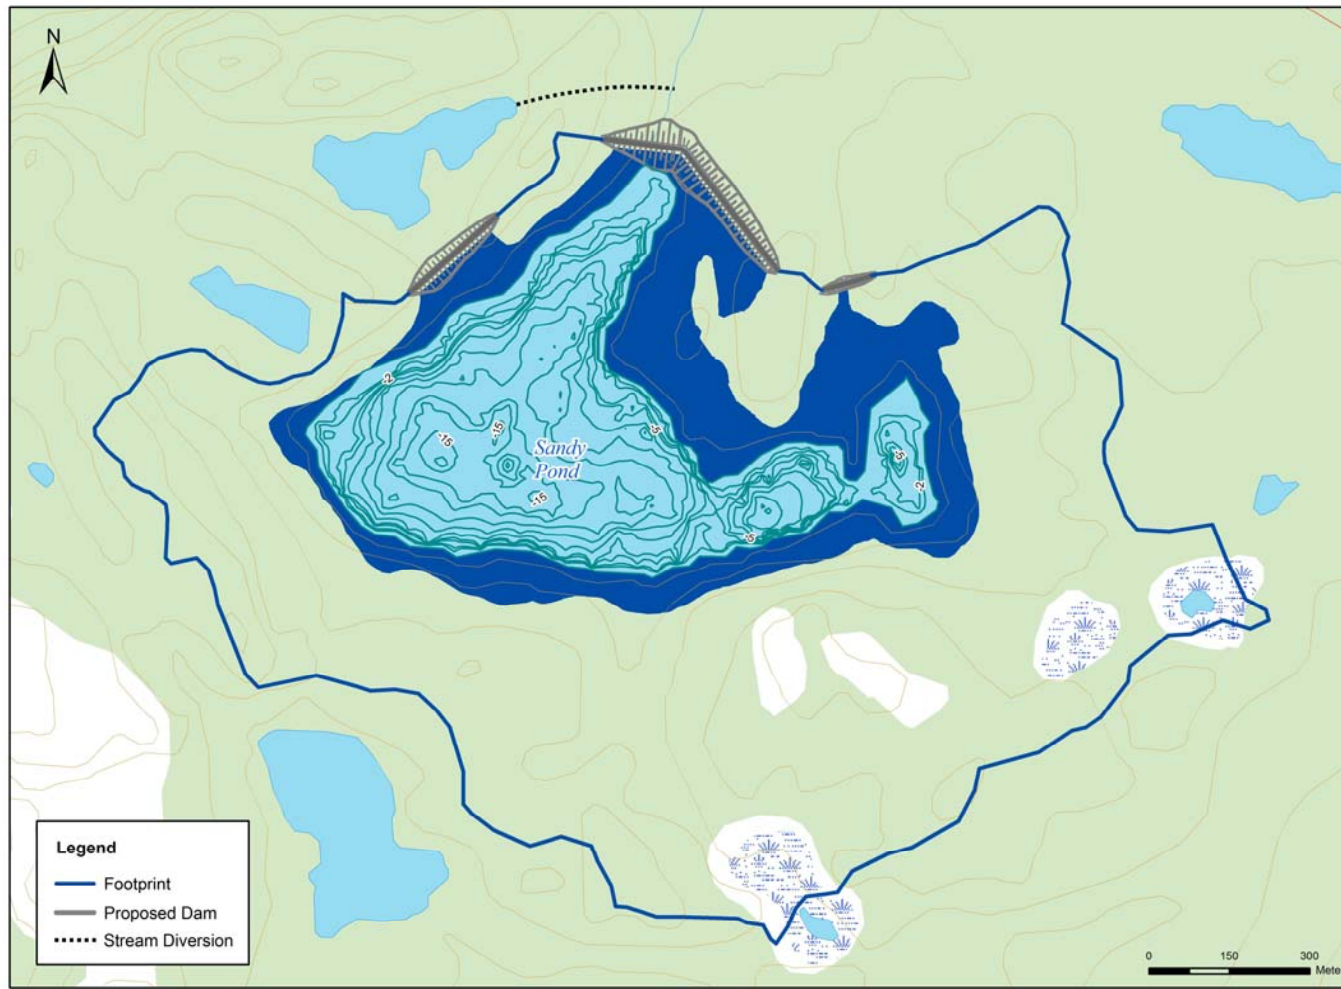 N
-2
-15
-15
-5
Sandy
Pond
-5
-15
-2
-5
Legend
Footprint
Proposed Dam
Stream Diversion
0 150 300
Mete